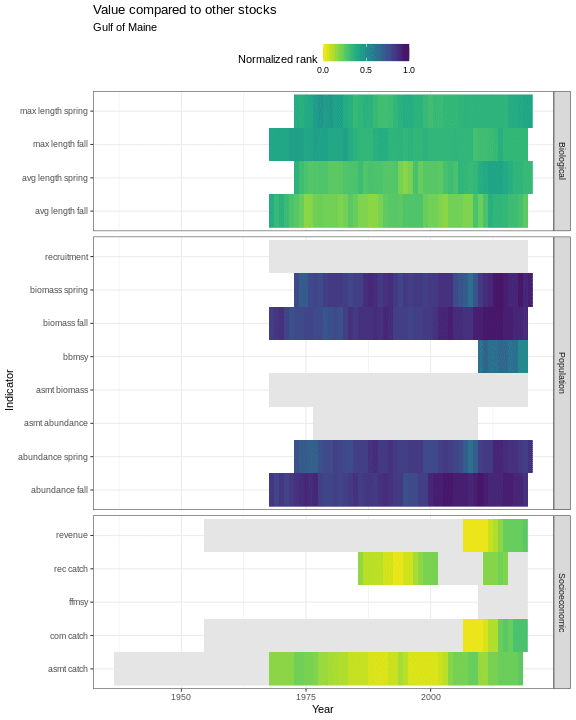 Value compared to other stocks
Gulf of Maine
Normalized rank
0.0 0.5 1.0
max length spring
max length fall
avg length spring
avg length fall
Biological
recruitment
biomass spring
biomass fall
bbmsy
asmt biomass
asmt abundance
abundance spring
abundance fall
Population
revenue
rec catch
ffmsy
com catch
asmt catch
Socioeconomic
Indicator
1950 1975 2000
Year